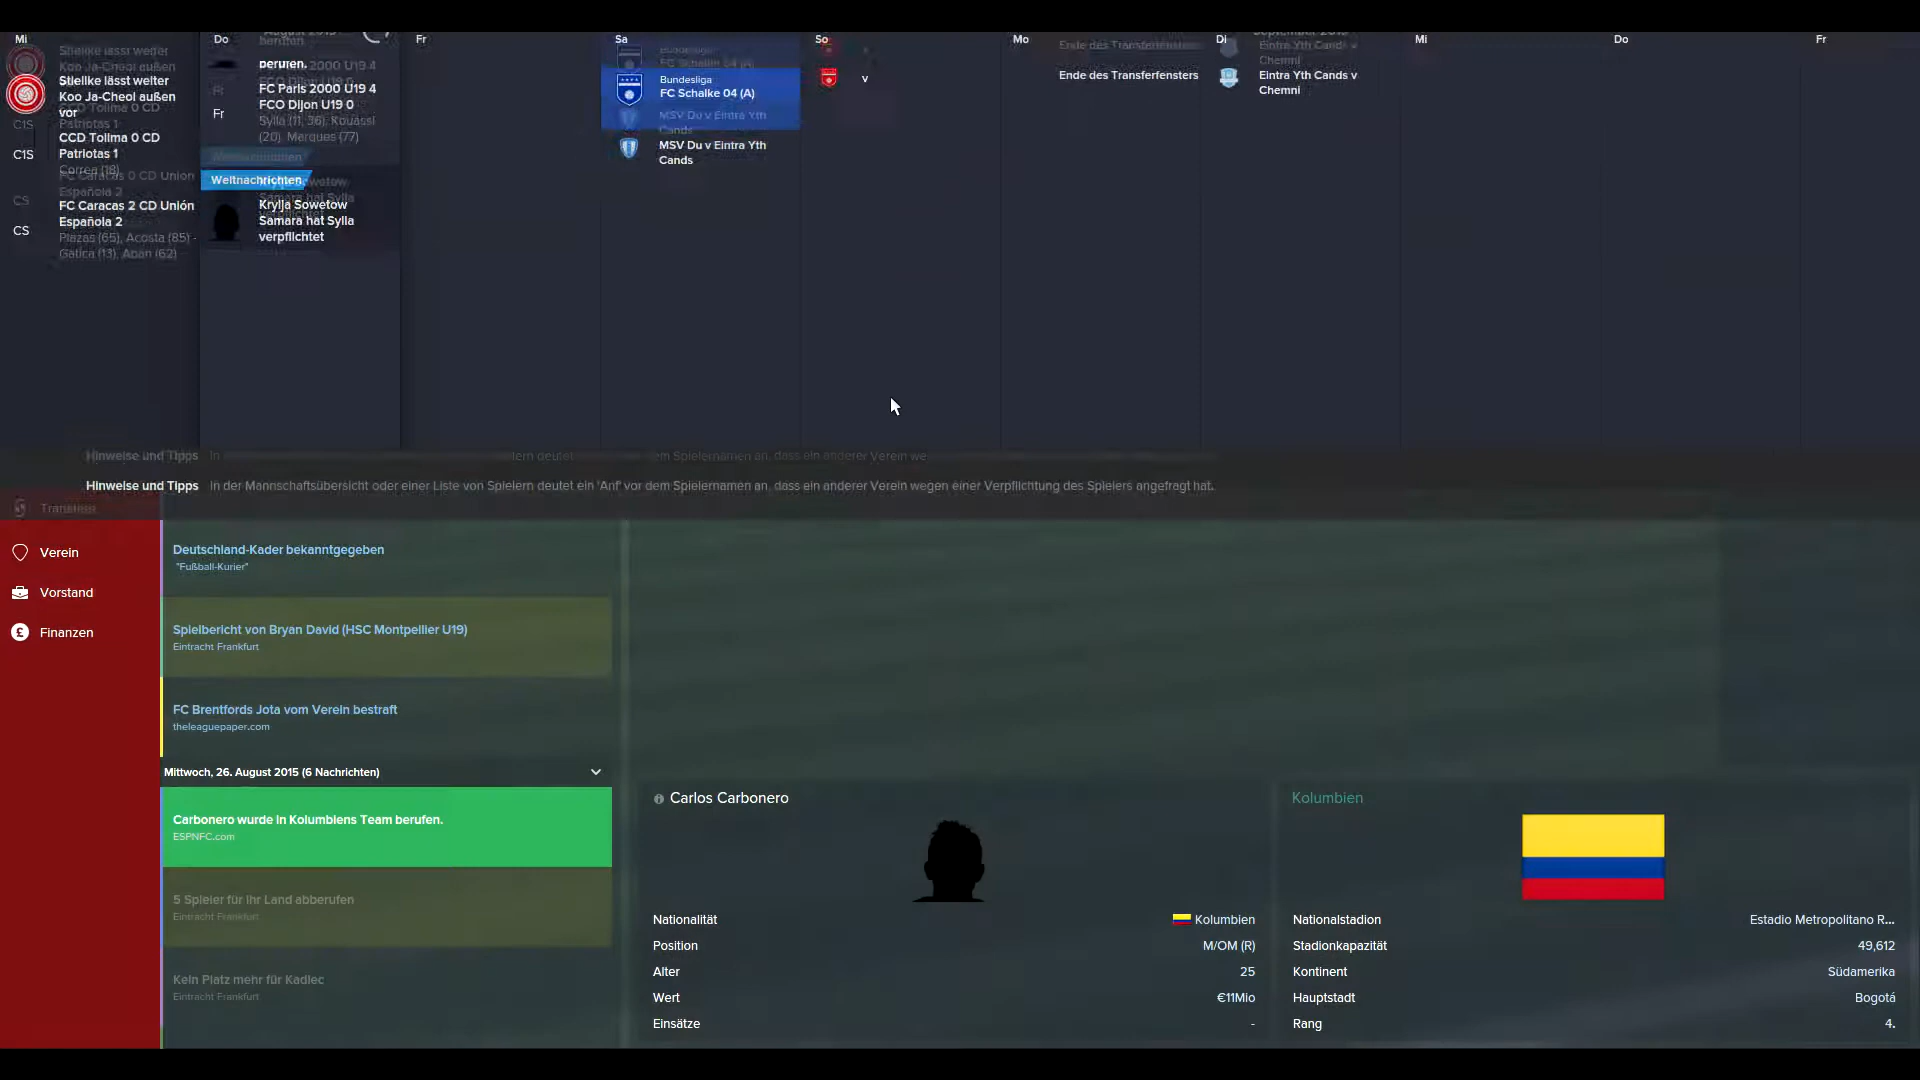 Mi
Do
Fr
Sa
So
Mo
Di
Mi
Do
Fr
Stielike lässt weiter
Koo Ja-Cheol außen
vor
C1S
CCD Tolima 0 CD
Patriotas 1
Correa (18)
CS
FC Caracas 2 CD Unión
Española 2
Plazas (65), Acosta (85) -
Fr
FC Paris 2000 U19 4
FCO Dijon U19 0
Sylla (11, 36), Kouassi
(20), Marques (77)
Weltnachrichten
Krylja Sowetow
Samara hat Sylla
verpflichtet
Bundesliga
FC Schalke 04 (A)
MSV Du v Eintra Yth
Cands
v
Ende des Transferfensters
Eintra Yth Cands v
Chemni
Hinweise und Tipps In der Mannschaftsübersicht oder einer Liste von Spielern deutet ein 'Anf' vor dem Spielernamen an, dass ein anderer Verein wegen einer Verpflichtung des Spielers angefragt hat.
Transfers
Verein
Vorstand
Finanzen
Deutschland-Kader bekanntgegeben
"Fußball-Kurier"
Spielbericht von Bryan David (HSC Montpellier U19)
Eintracht Frankfurt
FC Brentfords Jota vom Verein bestraft
theleaguepaper.com
Mittwoch, 26. August 2015 (6 Nachrichten)
Carbonero wurde in Kolumbiens Team berufen.
ESPNFC.com
5 Spieler für ihr Land abberufen
Eintracht Frankfurt
Kein Platz mehr für Kadlec
Eintracht Frankfurt
Carlos Carbonero
Nationalität Kolumbien
Position M/OM (R)
Alter 25
Wert €11Mio
Einsätze -
Kolumbien
Nationalstadion Estadio Metropolitano R...
Stadionkapazität 49,612
Kontinent Südamerika
Hauptstadt Bogotá
Rang 4.